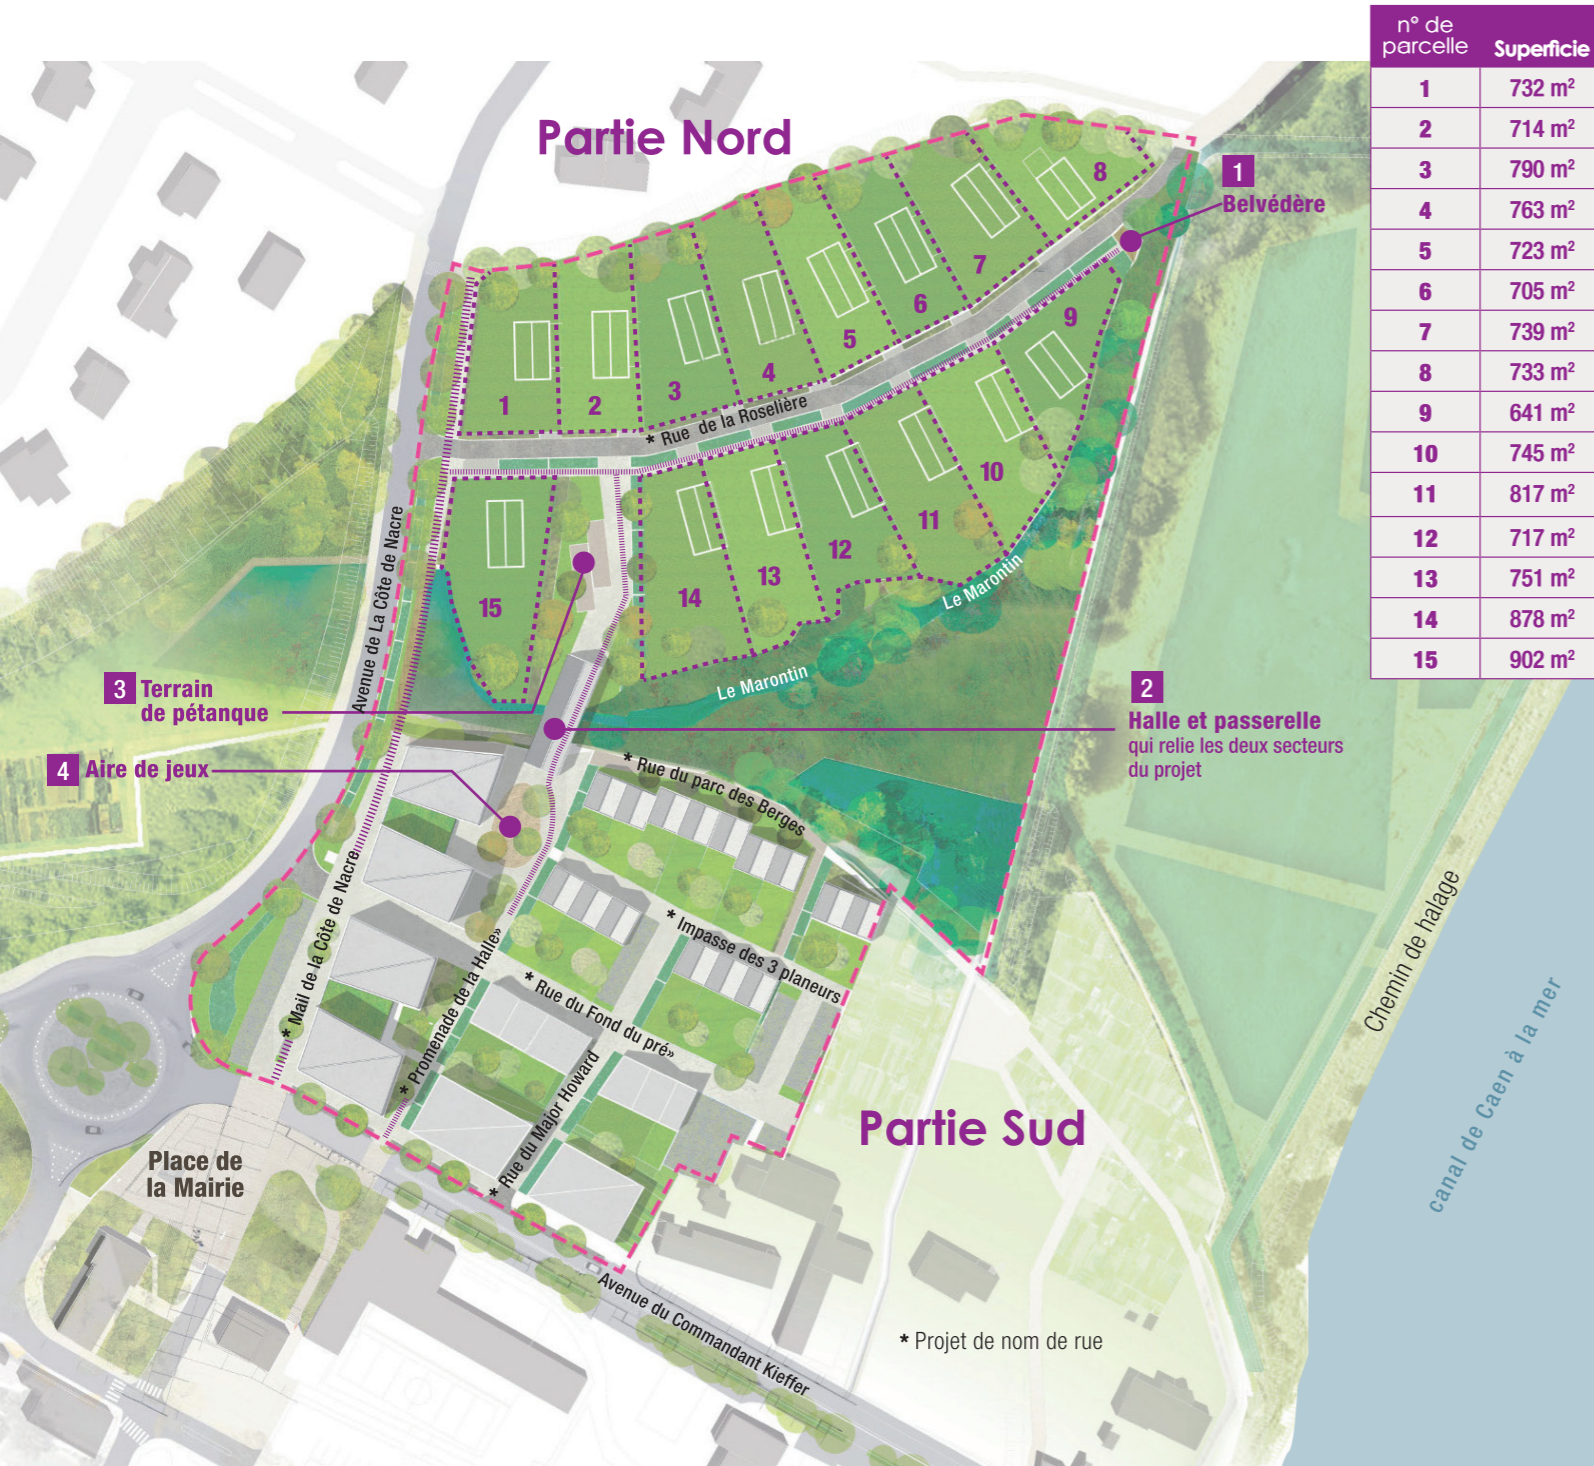 Partie Nord
n° de
parcelle Superficie
1 732 m²
2 714 m²
3 790 m²
4 763 m²
5 723 m²
6 705 m²
7 739 m²
8 733 m²
9 641 m²
10 745 m²
11 817 m²
12 717 m²
13 751 m²
14 878 m²
15 902 m²
1
Belvédère
8
7
6
5
4
3
2
1
9
10
11
12
13
14
15
* Rue de la Roselière
Avenue de La Côte de Nacre
Le Marontin
Le Marontin
3 Terrain
de pétanque
2
Halle et passerelle
qui relie les deux secteurs
du projet
4 Aire de jeux
* Rue du parc des Berges
* Mail de la Côte de Nacre
* Impasse des 3 planeurs
* Promenade de la Halle»
* Rue du Fond du pré»
* Rue du Major Howard
Chemin de halage
canal de Caen à la mer
Partie Sud
Place de
la Mairie
Avenue du Commandant Kieffer
* Projet de nom de rue